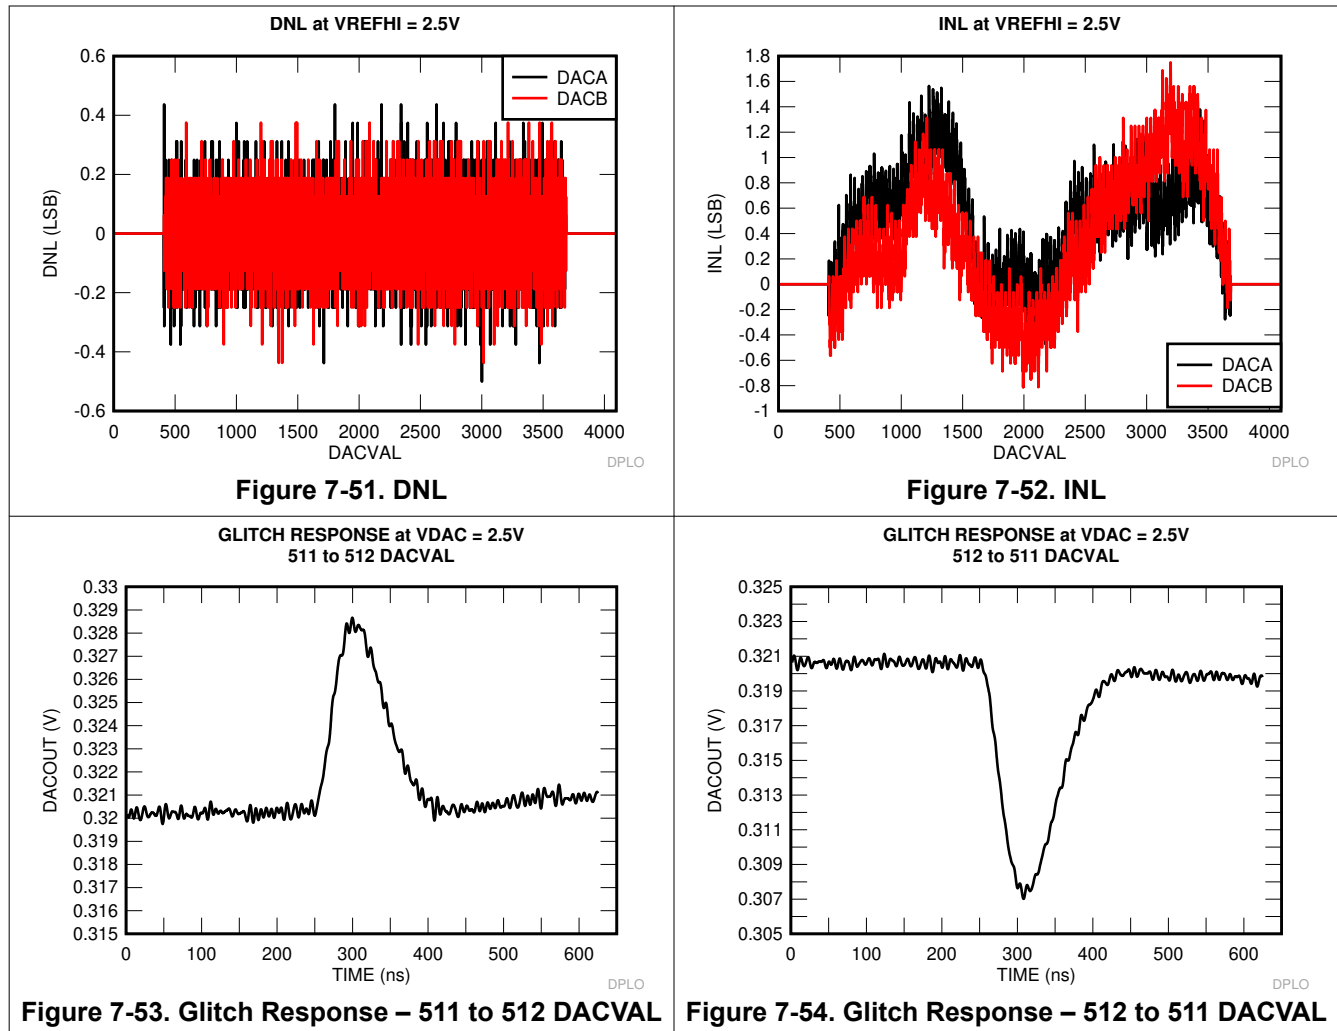 DNL at VREFHI = 2.5V
0.6
0.4
0.2
0
-0.2
-0.4
-0.6
DNL (LSB)
DACA
DACB
0 500 1000 1500 2000 2500 3000 3500 4000
DACVAL
DPLO
Figure 7-51. DNL
INL at VREFHI = 2.5V
1.8
1.6
1.4
1.2
1
0.8
0.6
0.4
0.2
0
-0.2
-0.4
-0.6
-0.8
-1
INL (LSB)
DACA
DACB
0 500 1000 1500 2000 2500 3000 3500 4000
DACVAL
DPLO
Figure 7-52. INL
GLITCH RESPONSE at VDAC = 2.5V
511 to 512 DACVAL
0.33
0.329
0.328
0.327
0.326
0.325
0.324
0.323
0.322
0.321
0.32
0.319
0.318
0.317
0.316
0.315
DACOUT (V)
0 100 200 300 400 500 600
TIME (ns)
DPLO
Figure 7-53. Glitch Response – 511 to 512 DACVAL
GLITCH RESPONSE at VDAC = 2.5V
512 to 511 DACVAL
0.325
0.323
0.321
0.319
0.317
0.315
0.313
0.311
0.309
0.307
0.305
DACOUT (V)
0 100 200 300 400 500 600
TIME (ns)
DPLO
Figure 7-54. Glitch Response – 512 to 511 DACVAL